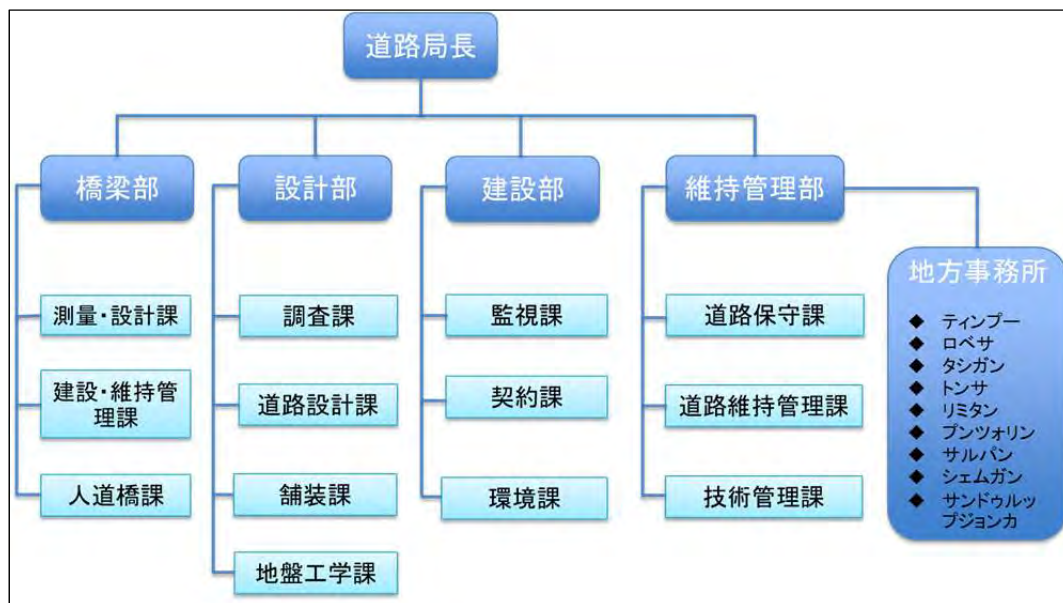 道路局長
橋梁部
設計部
建設部
維持管理部
測量・設計課
建設・維持管
理課
人道橋課
調査課
道路設計課
舗装課
地盤工学課
監視課
契約課
環境課
道路保守課
道路維持管理課
技術管理課
地方事務所
◆ ティンプー
◆ ロベサ
◆ タシガン
◆ トンサ
◆ リミタン
◆ プンツォリン
◆ サルパン
◆ シェムガン
◆ サンドゥルッ
プジョンカ